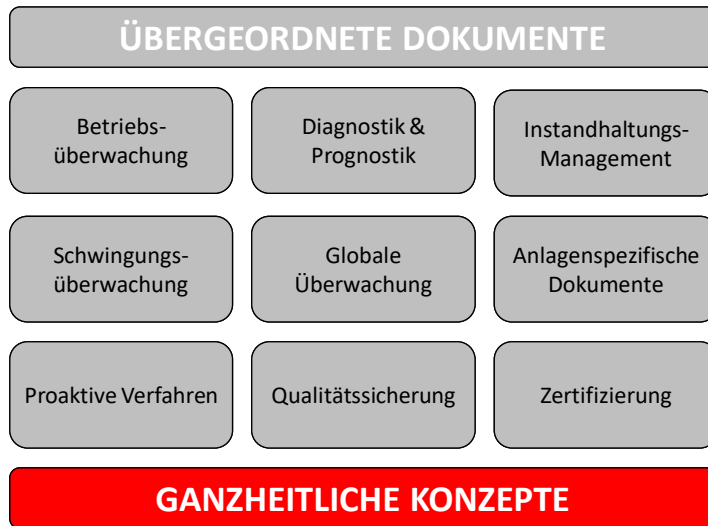 ÜBERGEORDNETE DOKUMENTE
Betriebs-
überwachung
Diagnostik &
Prognostik
Instandhaltungs-
Management
Schwingungs-
überwachung
Globale
Überwachung
Anlagenspezifische
Dokumente
Proaktive Verfahren
Qualitätssicherung
Zertifizierung
GANZHEITLICHE KONZEPTE